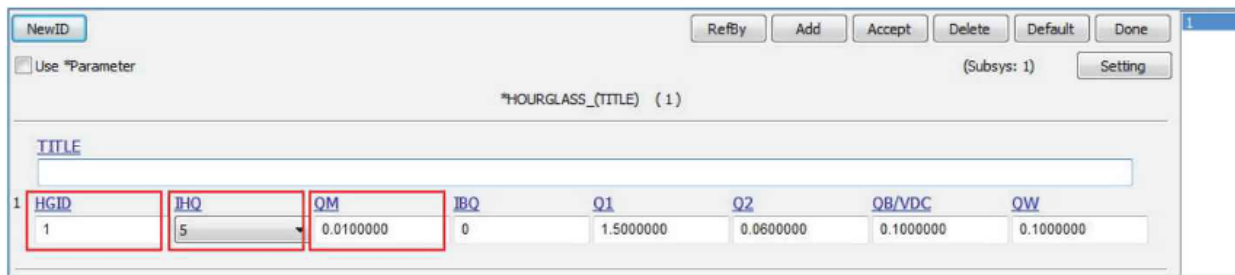 NewID RefBy Add Accept Delete Default Done 1
Use *Parameter (Subsys: 1) Setting
*HOURGLASS_(TITLE) (1)
TITLE
1 HGID IHQ QM IBQ Q1 Q2 QB/VDC QW
1 5 0.0100000 0 1.5000000 0.0600000 0.1000000 0.1000000